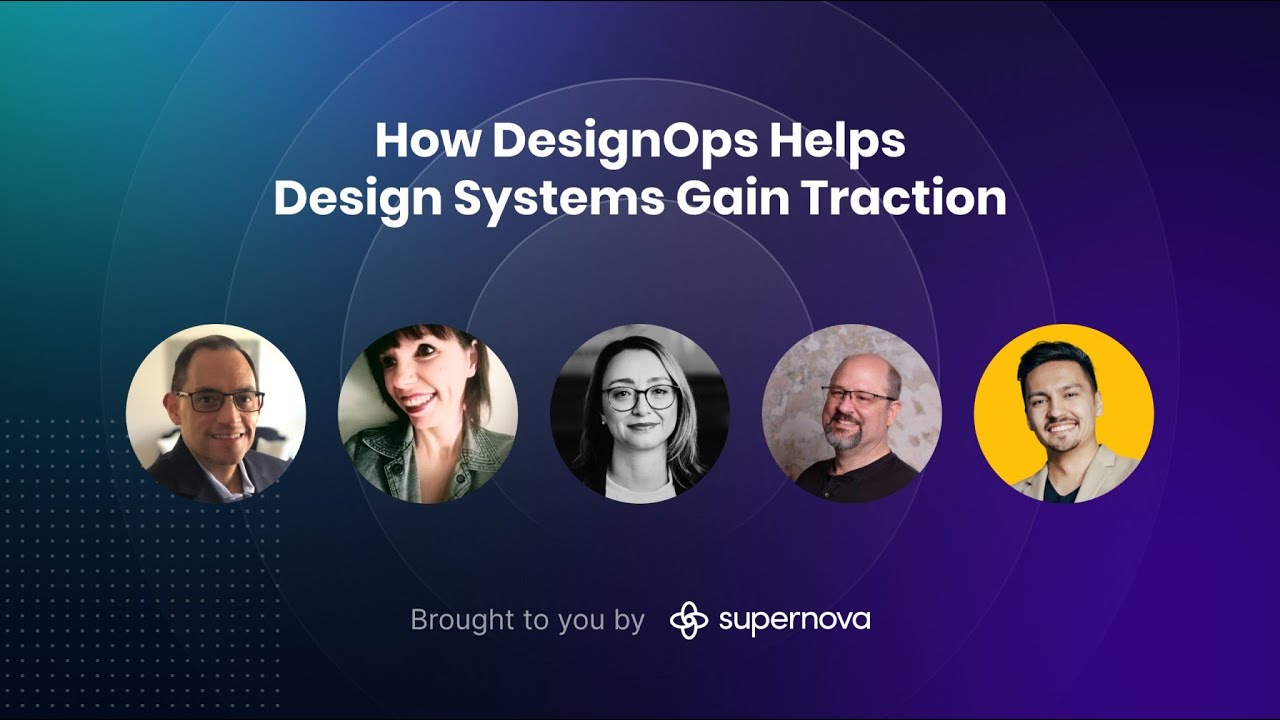 How DesignOps Helps
Design Systems Gain Traction
Brought to you by supernova